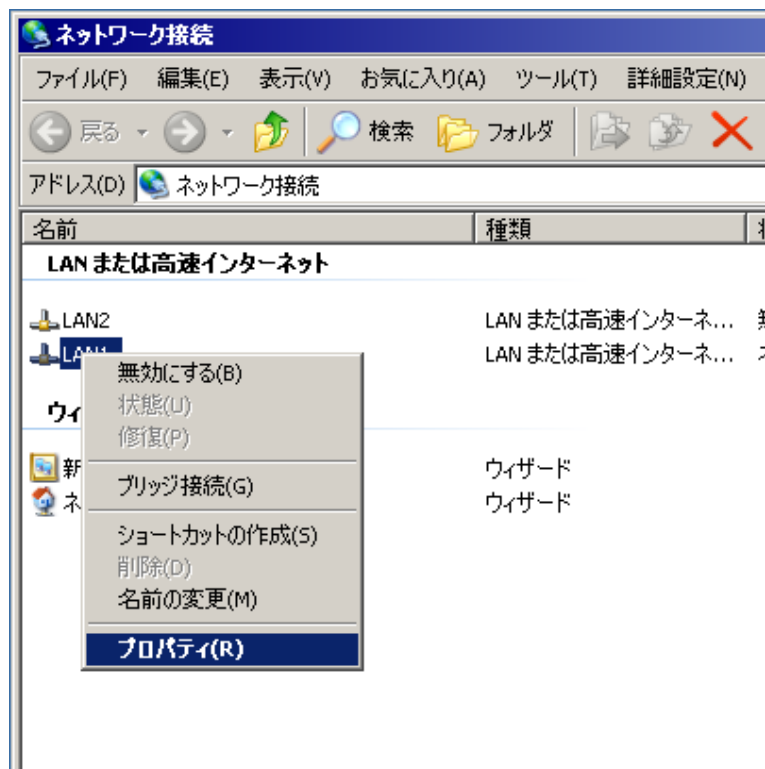 ネットワーク接続
ファイル(F) 編集(E) 表示(V) お気に入り(A) ツール(T) 詳細設定(N)
戻る 検索 フォルダ
アドレス(D) ネットワーク接続
名前 種類
LAN または高速インターネット
LAN2 LAN または高速インターネ...
LAN1 LAN または高速インターネ...
無効にする(B)
状態(U)
ウィ
修復(P)
新 ウィザード
ブリッジ接続(G)
ネ ウィザード
ショートカットの作成(S)
削除(D)
名前の変更(M)
プロパティ(R)